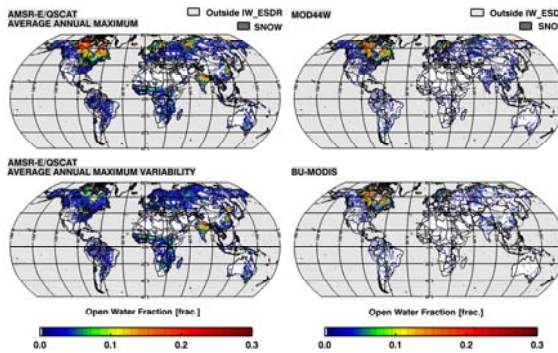 AMSR-E/QSCAT
AVERAGE ANNUAL MAXIMUM
Outside IW_ESDR
SNOW
MOD44W
Outside IW_ESD
SNOW
AMSR-E/QSCAT
AVERAGE ANNUAL MAXIMUM VARIABILITY
BU-MODIS
Open Water Fraction [frac.]
Open Water Fraction [frac.]
0.0 0.1 0.2 0.3
0.0 0.1 0.2 0.3